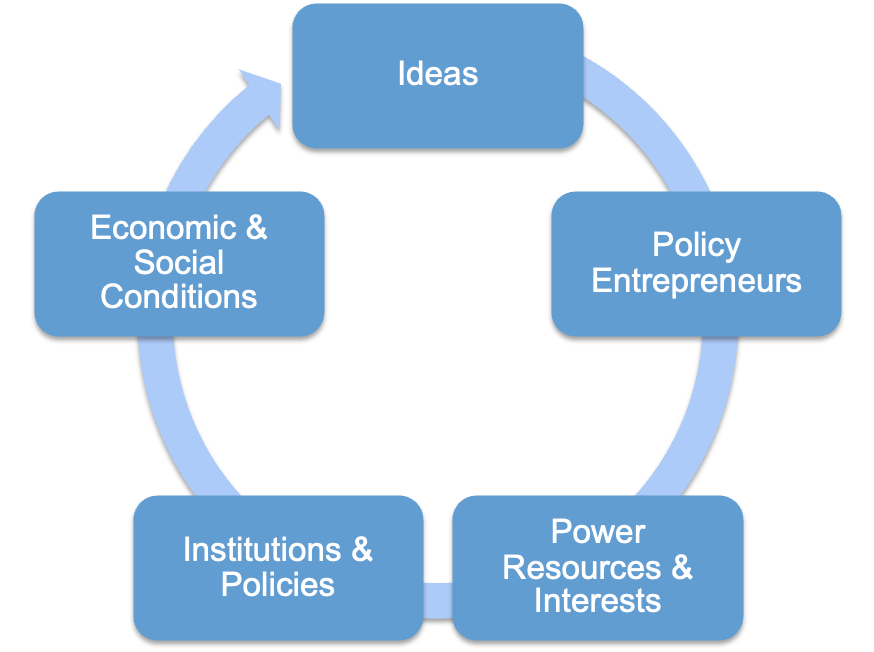 Ideas
Policy
Entrepreneurs
Power
Resources &
Interests
Institutions &
Policies
Economic &
Social
Conditions